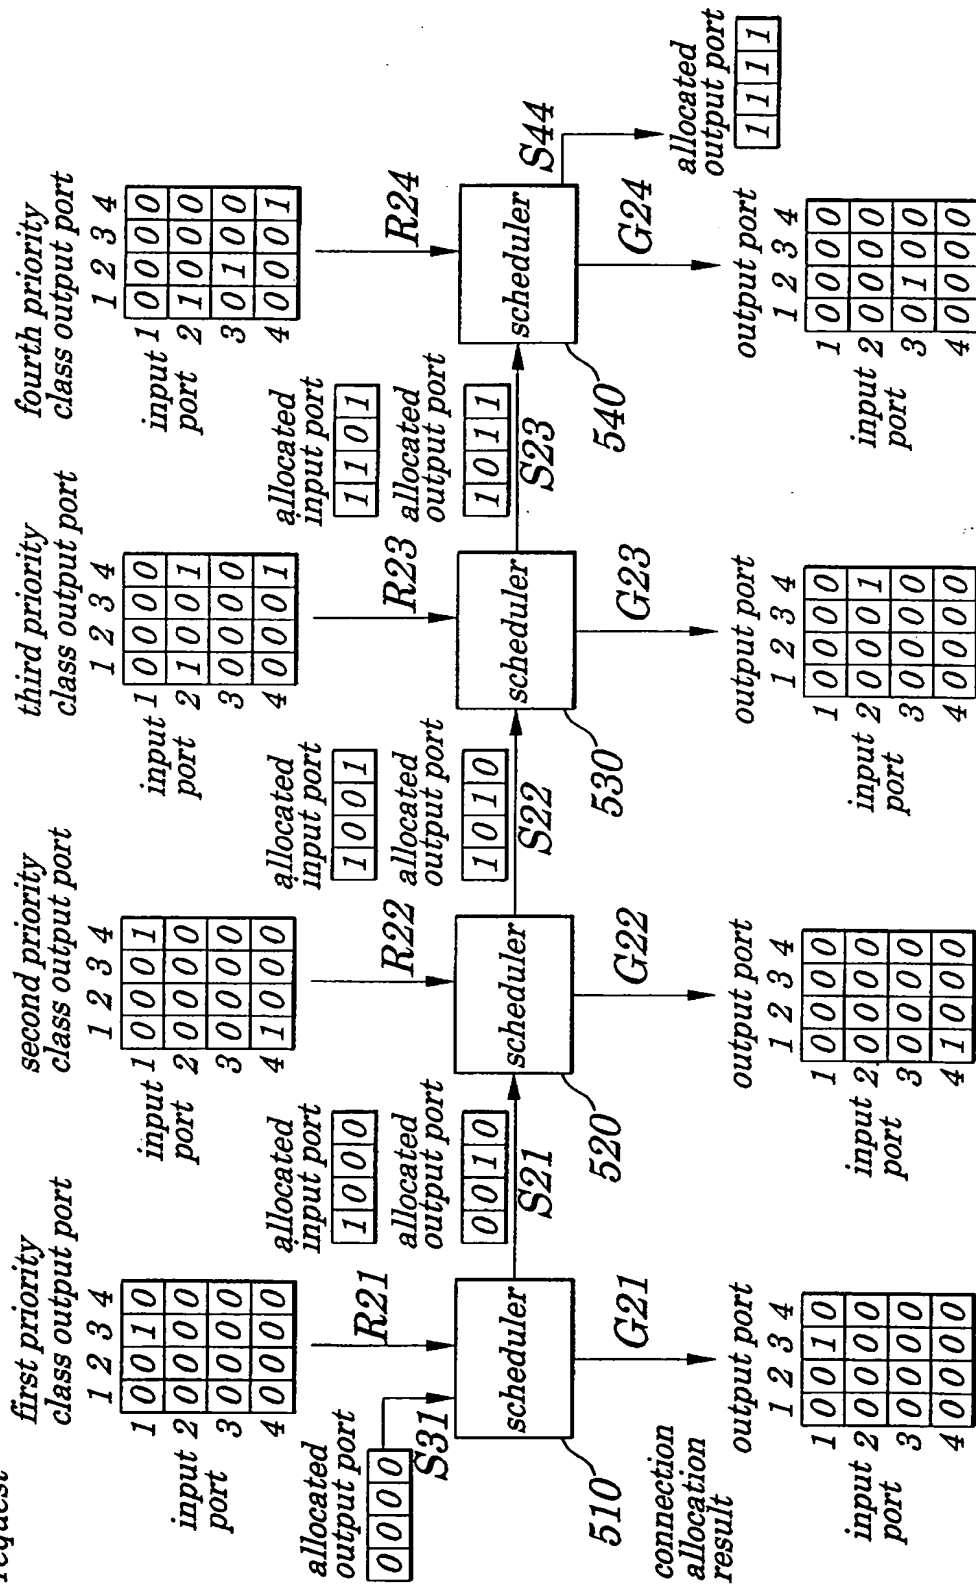 request
first priority
class output port
1 2 3 4
input
port
1 0 0 1 0
2 0 0 0 0
3 0 0 0 0
4 0 0 0 0
second priority
class output port
1 2 3 4
input
port
1 0 0 0 1
2 0 0 0 0
3 0 0 0 0
4 1 0 0 0
third priority
class output port
1 2 3 4
input
port
1 0 0 0 0
2 1 0 0 1
3 0 0 0 0
4 0 0 0 1
fourth priority
class output port
1 2 3 4
input
port
1 0 0 0 0
2 1 0 0 0
3 0 1 0 0
4 0 0 0 1
allocated
output port
0 0 0 0
S31
R21
allocated
input port
1 0 0 0
allocated
output port
0 0 1 0
S21
R22
allocated
input port
1 0 0 1
allocated
output port
1 0 1 0
S22
R23
allocated
input port
1 1 0 1
allocated
output port
1 0 1 1
S23
R24
scheduler
scheduler
scheduler
scheduler
510
520
530
540
S44
allocated
output port
1 1 1 1
G21
G22
G23
G24
connection
allocation
result
output port
1 2 3 4
input
port
1 0 0 1 0
2 0 0 0 0
3 0 0 0 0
4 0 0 0 0
output port
1 2 3 4
input
port
1 0 0 0 0
2 0 0 0 0
3 0 0 0 0
4 1 0 0 0
output port
1 2 3 4
input
port
1 0 0 0 0
2 0 0 0 1
3 0 0 0 0
4 0 0 0 0
output port
1 2 3 4
input
port
1 0 0 0 0
2 0 0 0 0
3 0 1 0 0
4 0 0 0 0